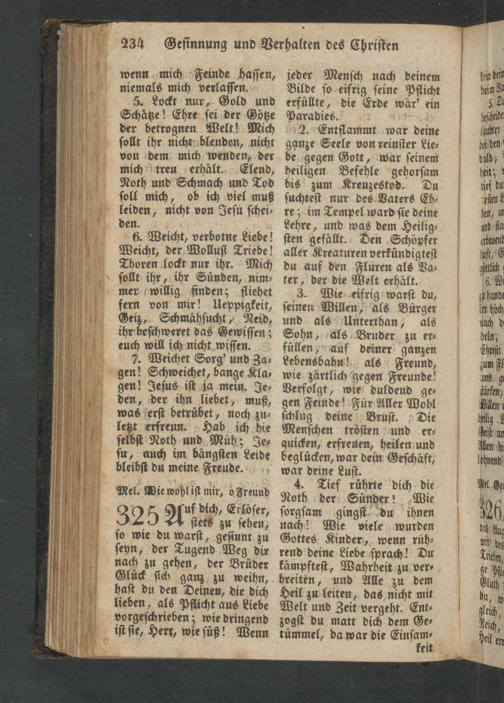 234 Gesinnung und Verhalten des Christen
wenn mich Feinde hassen,
niemals mich verlassen.
5. Lockt nur, Gold und
Schätze! Ehre sei der Götze
der betrognen Welt! Mich
sollt ihr nicht blenden, nicht
von dem mich wenden, der
mich treu erhält. Elend,
Noth und Schmach und Tod
soll mich, ob ich viel muß
leiden, nicht von Jesu schei-
den.
6. Weicht, verbotne Liebe!
Weicht, der Wollust Triebe!
Thoren lockt nur ihr. Mich
sollt ihr, ihr Sünden, nim-
mer willig finden; fliehet
fern von mir! Ueppigkeit,
Geiz, Schmähsucht, Neid,
ihr beschweret das Gewissen;
euch will ich nicht wissen.
7. Weichet Sorg' und Za-
gen! Schweichet, bange Kla-
gen! Jesus ist ja mein. Je-
den, der ihn liebet, muß,
was erst betrübet, noch zu-
letzt erfreun. Hab ich hie
selbst Noth und Müh; Je-
su, auch im bängsten Leide
bleibst du meine Freude.
Mel. Wie wohl ist mir, o Freund
325 Auf dich, Erlöser,
stets zu sehen,
so wie du warst, gesinnt zu
seyn, der Tugend Weg dir
nach zu gehen, der Brüder
Glück sich ganz zu weihn,
hast du den Deinen, die dich
lieben, als Pflicht aus Liebe
vorgeschrieben; wie dringend
ist sie, Herr, wie süß! Wenn
jeder Mensch nach deinem
Bilde so eifrig seine Pflicht
erfüllte, die Erde wär' ein
Paradies.
2. Entflammt war deine
ganze Seele von reinster Lie-
be gegen Gott, war seinem
heiligen Befehle gehorsam
bis zum Kreuzestod. Du
suchtest nur des Vaters Eh-
re; im Tempel ward sie deine
Lehre, und was dem Heilig-
sten gefällt. Den Schöpfer
aller Kreaturen verkündigtest
du auf den Fluren als Va-
ter, der die Welt erhält.
3. Wie eifrig warst du,
seinen Willen, als Bürger
und als Unterthan, als
Sohn, als Bruder zu er-
füllen, auf deiner ganzen
Lebensbahn! als Freund,
wie zärtlich gegen Freunde!
Verfolgt, wie duldend ge-
gen Feinde! Für Aller Wohl
schlug deine Brust. Die
Menschen trösten und er-
quicken, erfreuen, heilen und
beglücken, war dein Geschäft,
war deine Lust.
4. Tief rührte dich die
Noth der Sünder! Wie
sorgsam gingst du ihnen
nach! Wie viele wurden
Gottes Kinder, wenn rüh-
rend deine Liebe sprach! Du
kämpftest, Wahrheit zu ver-
breiten, und Alle zu dem
Heil zu leiten, das nicht mit
Welt und Zeit vergeht. Ent-
zogst du matt dich dem Ge-
tümmel, da war die Einsam-
keit
326